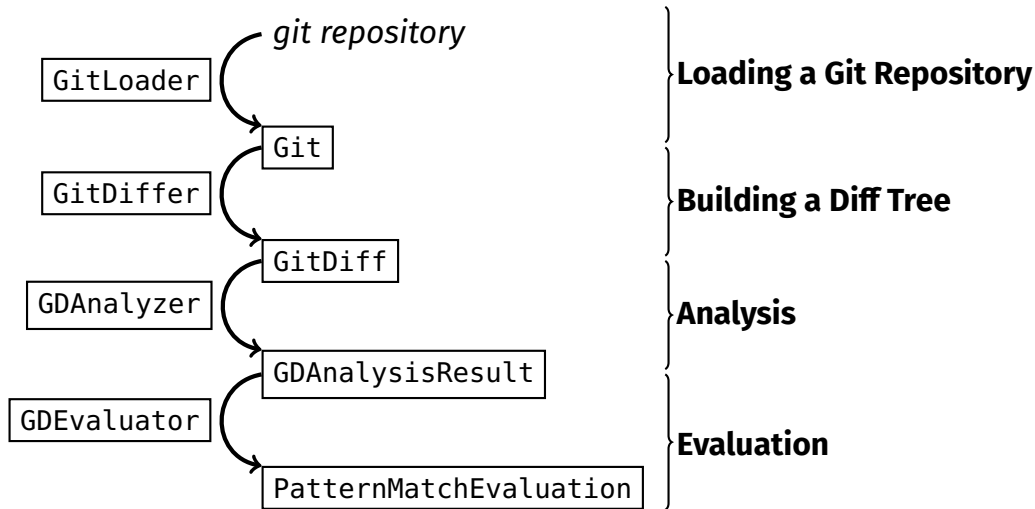 git repository
GitLoader
Loading a Git Repository
Git
GitDiffer
Building a Diff Tree
GitDiff
GDAnalyzer
Analysis
GDAnalysisResult
GDEvaluator
Evaluation
PatternMatchEvaluation